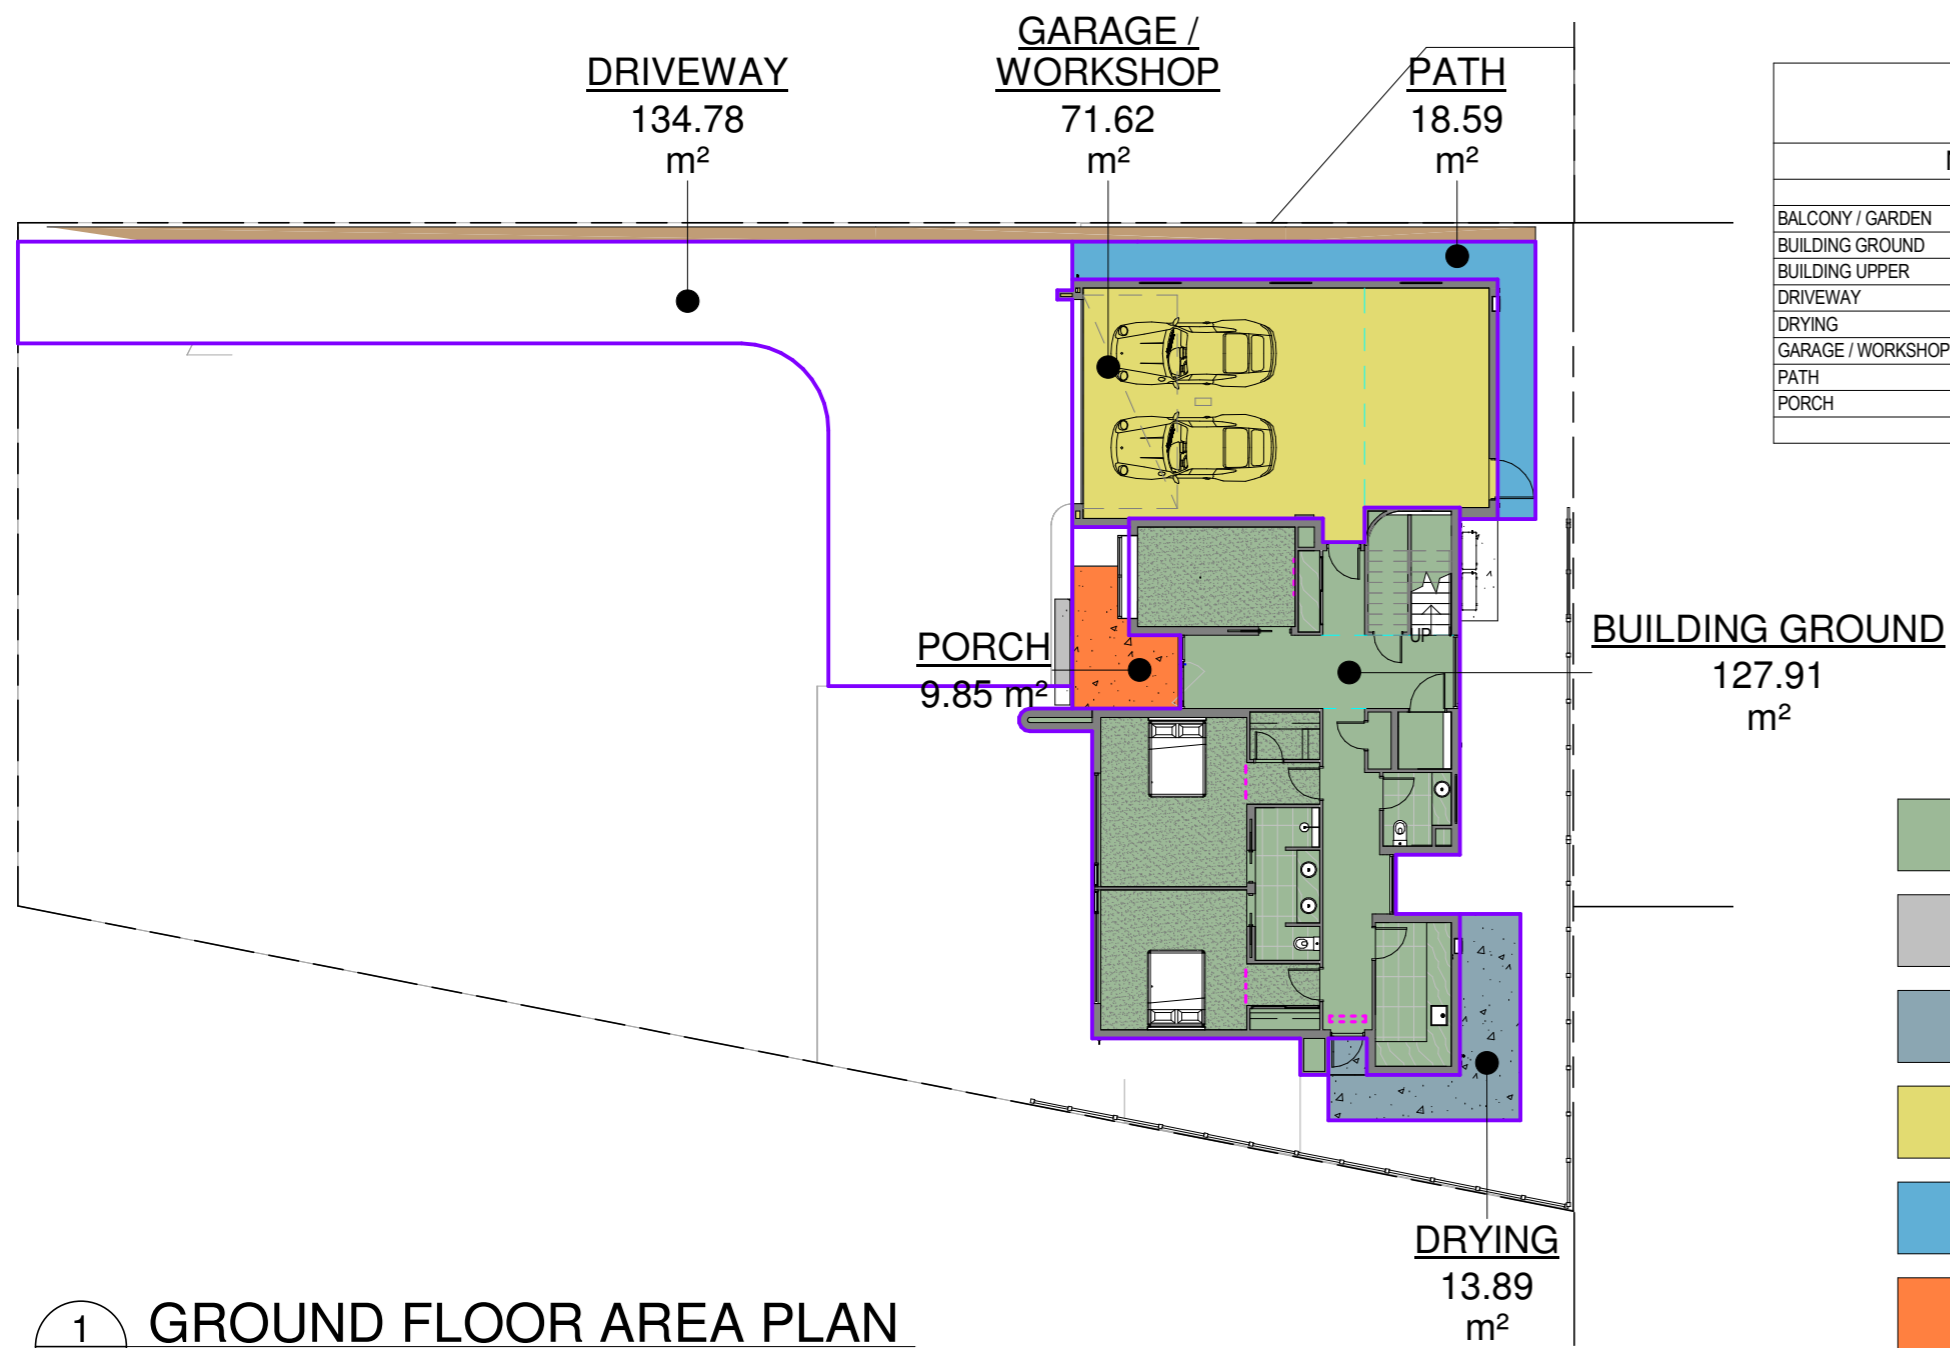 GARAGE /
WORKSHOP
71.62
m²
DRIVEWAY
134.78
m²
PATH
18.59
m²
BALCONY / GARDEN
BUILDING GROUND
BUILDING UPPER
DRIVEWAY
DRYING
GARAGE / WORKSHOP
PATH
PORCH
UP
PORCH
9.85 m²
BUILDING GROUND
127.91
m²
DRYING
13.89
m²
1 GROUND FLOOR AREA PLAN